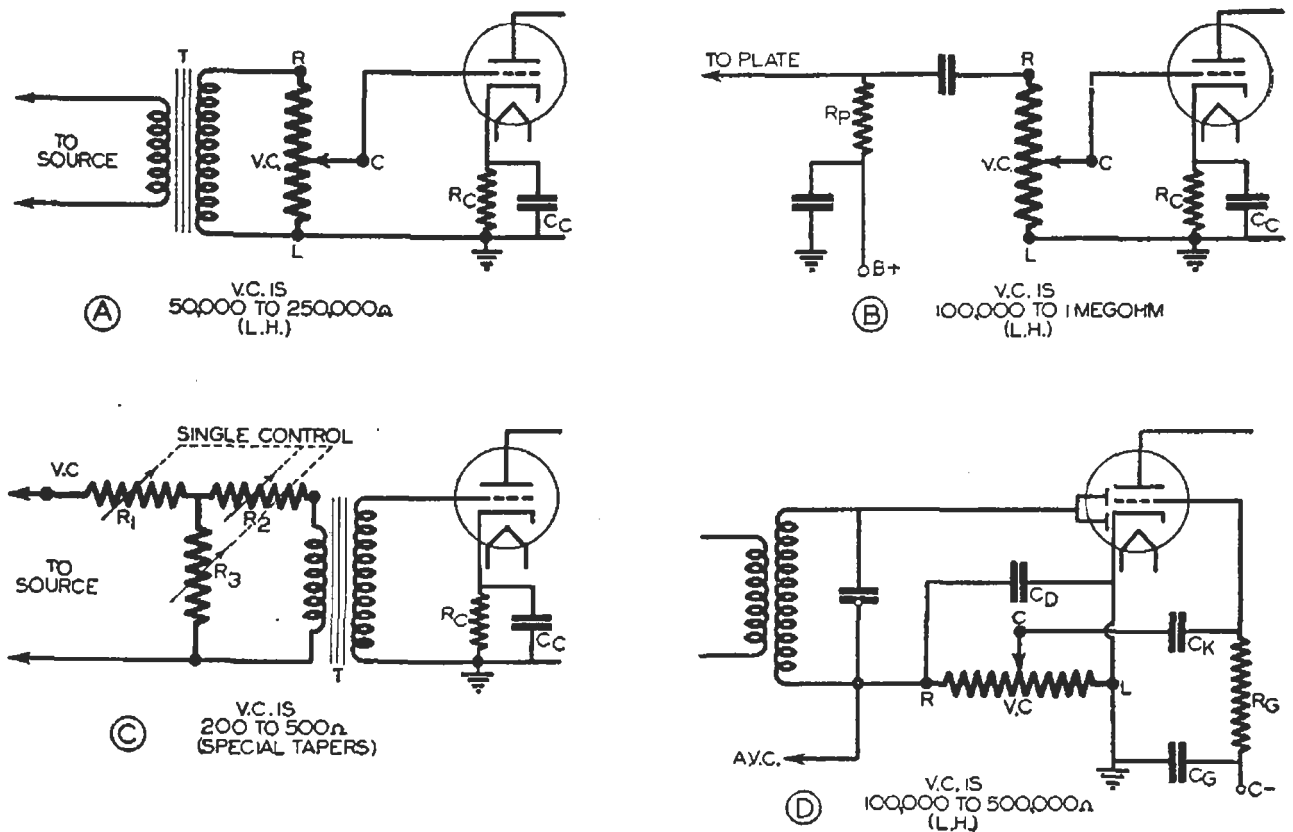 T
R
TO
SOURCE
V.C.
C
RC
CC
L
A
V.C. IS
50,000 TO 250,000Ω
(L.H.)
TO PLATE
R
RP
V.C.
C
RC
CC
L
B+
B
V.C. IS
100,000 TO 1 MEGOHM
(L.H.)
SINGLE CONTROL
V.C
R1
R2
R3
TO
SOURCE
T
RC
CC
C
V.C. IS
200 TO 500Ω
(SPECIAL TAPERS)
CD
C
CK
R
V.C
L
RG
A.V.C.
CG
C-
D
V.C. IS
100,000 TO 500,000Ω
(L.H.)